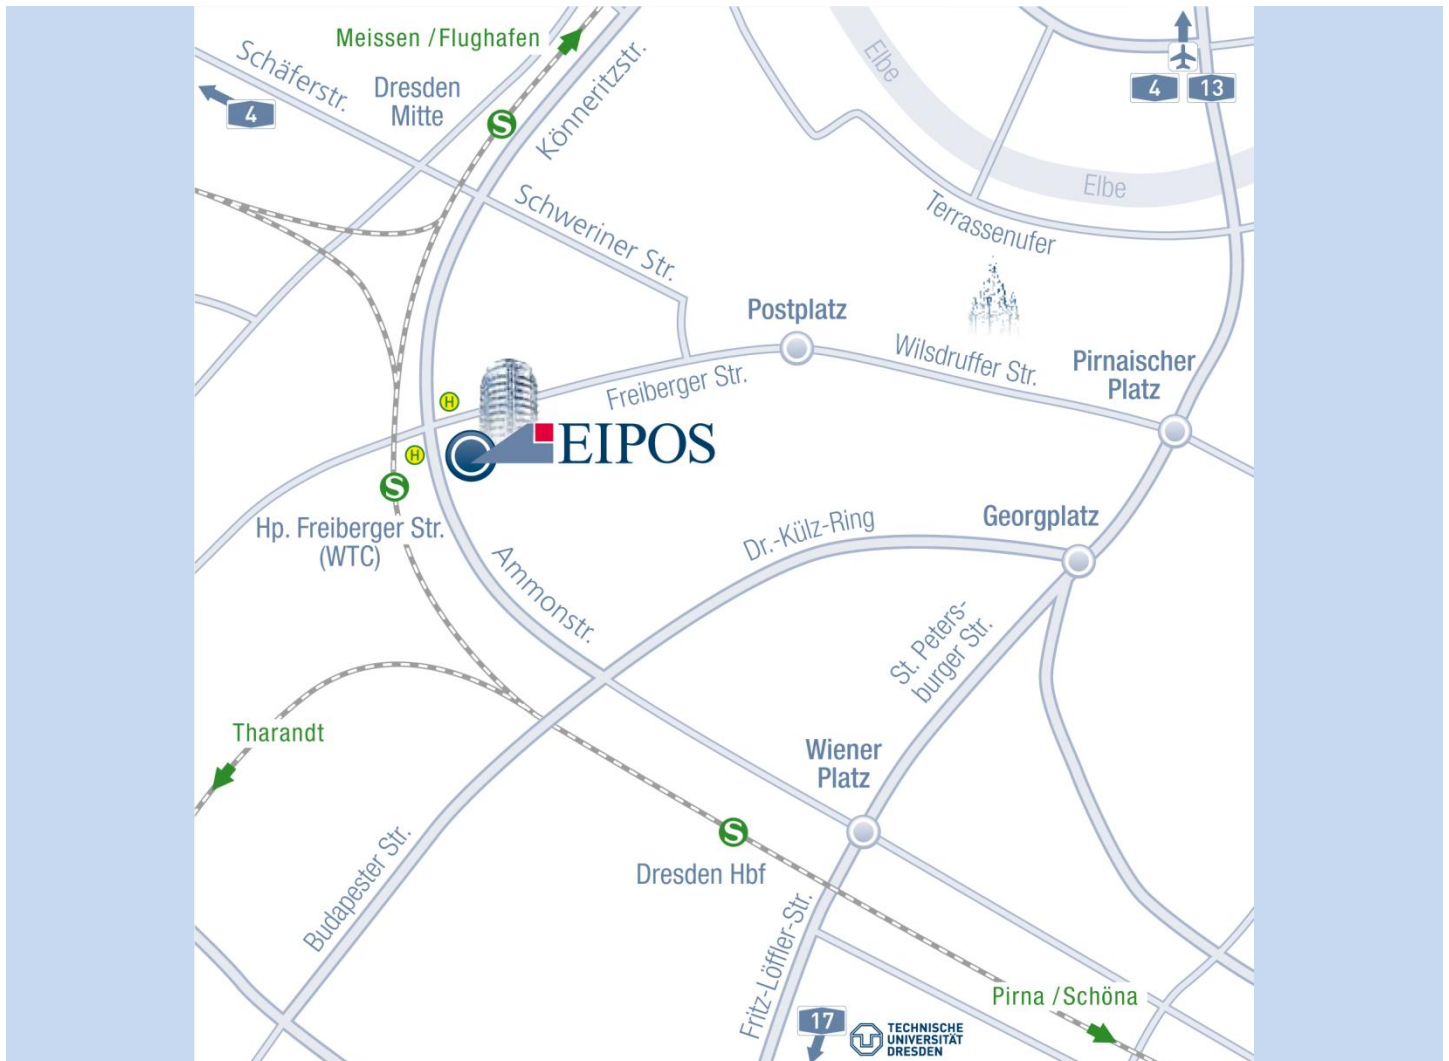 Meissen / Flughafen
Schäferstr.
Dresden
Mitte
4
S
Könneritzstr.
Elbe
4
13
Elbe
Terrassenufer
Schweriner Str.
Postplatz
Wilsdruffer Str.
Pirnaischer
Platz
Freiberger Str.
H
EIPOS
H
S
Hp. Freiberger Str.
(WTC)
Dr.-Külz-Ring
Georgplatz
Ammonstr.
St. Peters-
burger Str.
Tharandt
Wiener
Platz
S
Dresden Hbf
Budapester Str.
Fritz-Löffler-Str.
Pirna / Schöna
17
TU
TECHNISCHE
UNIVERSITÄT
DRESDEN